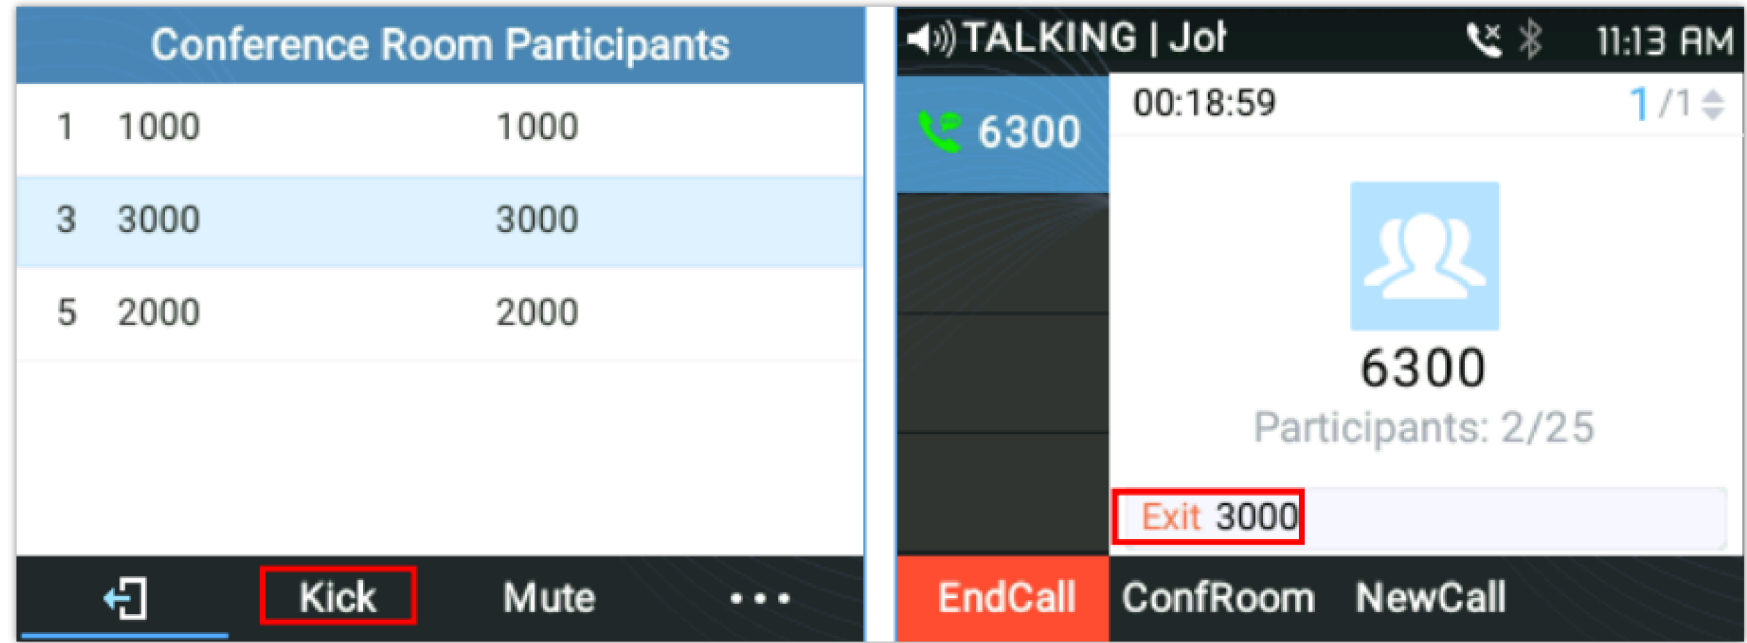 Conference Room Participants
1 1000 1000
3 3000 3000
5 2000 2000
Kick Mute
TALKING | Joh
11:13 AM
6300
00:18:59
1/1
6300
Participants: 2/25
Exit 3000
EndCall ConfRoom NewCall